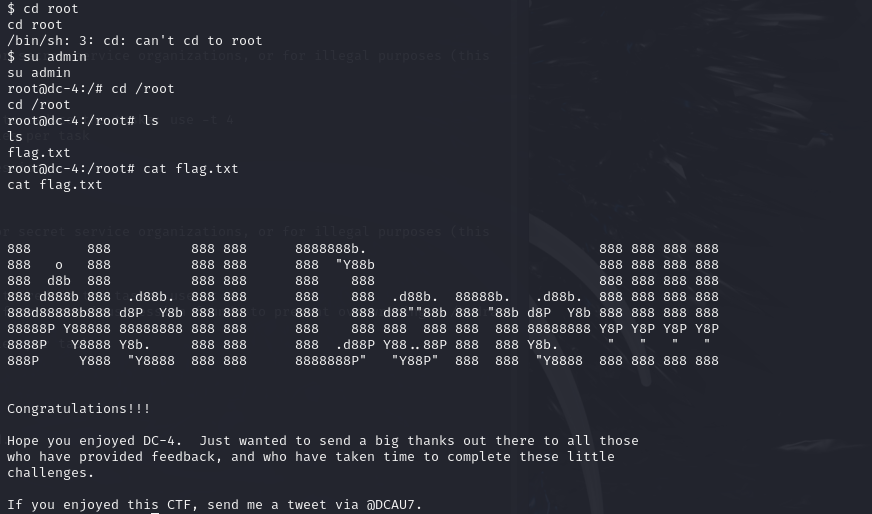 $ cd root
cd root
/bin/sh: 3: cd: can't cd to root
$ su admin
su admin
root@dc-4:/# cd /root
cd /root
root@dc-4:/root# ls
ls
flag.txt
root@dc-4:/root# cat flag.txt
cat flag.txt
888       888          888 888      8888888b.                             888 888 888 888
888   o   888          888 888      888  "Y88b                            888 888 888 888
888  d8b  888          888 888      888    888                            888 888 888 888
888 d888b 888  .d88b.  888 888      888    888  .d88b.  88888b.   .d88b.  888 888 888 888
888d88888b888 d8P  Y8b 888 888      888    888 d88""88b 888 "88b d8P  Y8b 888 888 888 888
88888P Y88888 88888888 888 888      888    888 888  888 888  888 88888888 Y8P Y8P Y8P Y8P
8888P   Y8888 Y8b.     888 888      888  .d88P Y88..88P 888  888 Y8b.      "   "   "   "
888P     Y888  "Y8888  888 888      8888888P"   "Y88P"  888  888  "Y8888  888 888 888 888
Congratulations!!!
Hope you enjoyed DC-4.  Just wanted to send a big thanks out there to all those
who have provided feedback, and who have taken time to complete these little
challenges.
If you enjoyed this CTF, send me a tweet via @DCAU7.